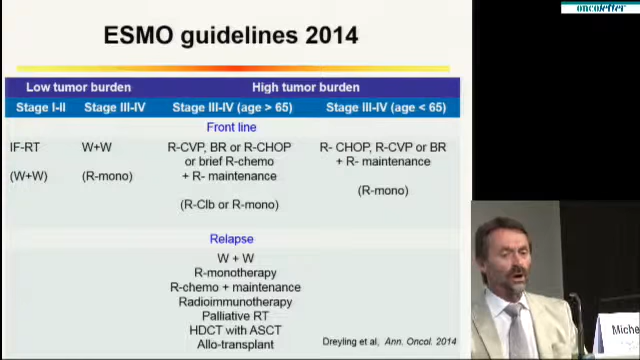 oncoletter
ESMO guidelines 2014
Low tumor burden High tumor burden
Stage I-II Stage III-IV Stage III-IV (age > 65) Stage III-IV (age < 65)
Front line
IF-RT W+W R-CVP, BR or R-CHOP R- CHOP, R-CVP or BR
or brief R-chemo + R- maintenance
(W+W) (R-mono) + R- maintenance
(R-mono)
(R-Clb or R-mono)
Relapse
W + W
R-monotherapy
R-chemo + maintenance
Radioimmunotherapy
Palliative RT
HDCT with ASCT
Allo-transplant
Dreyling et al, Ann. Oncol. 2014
Miche